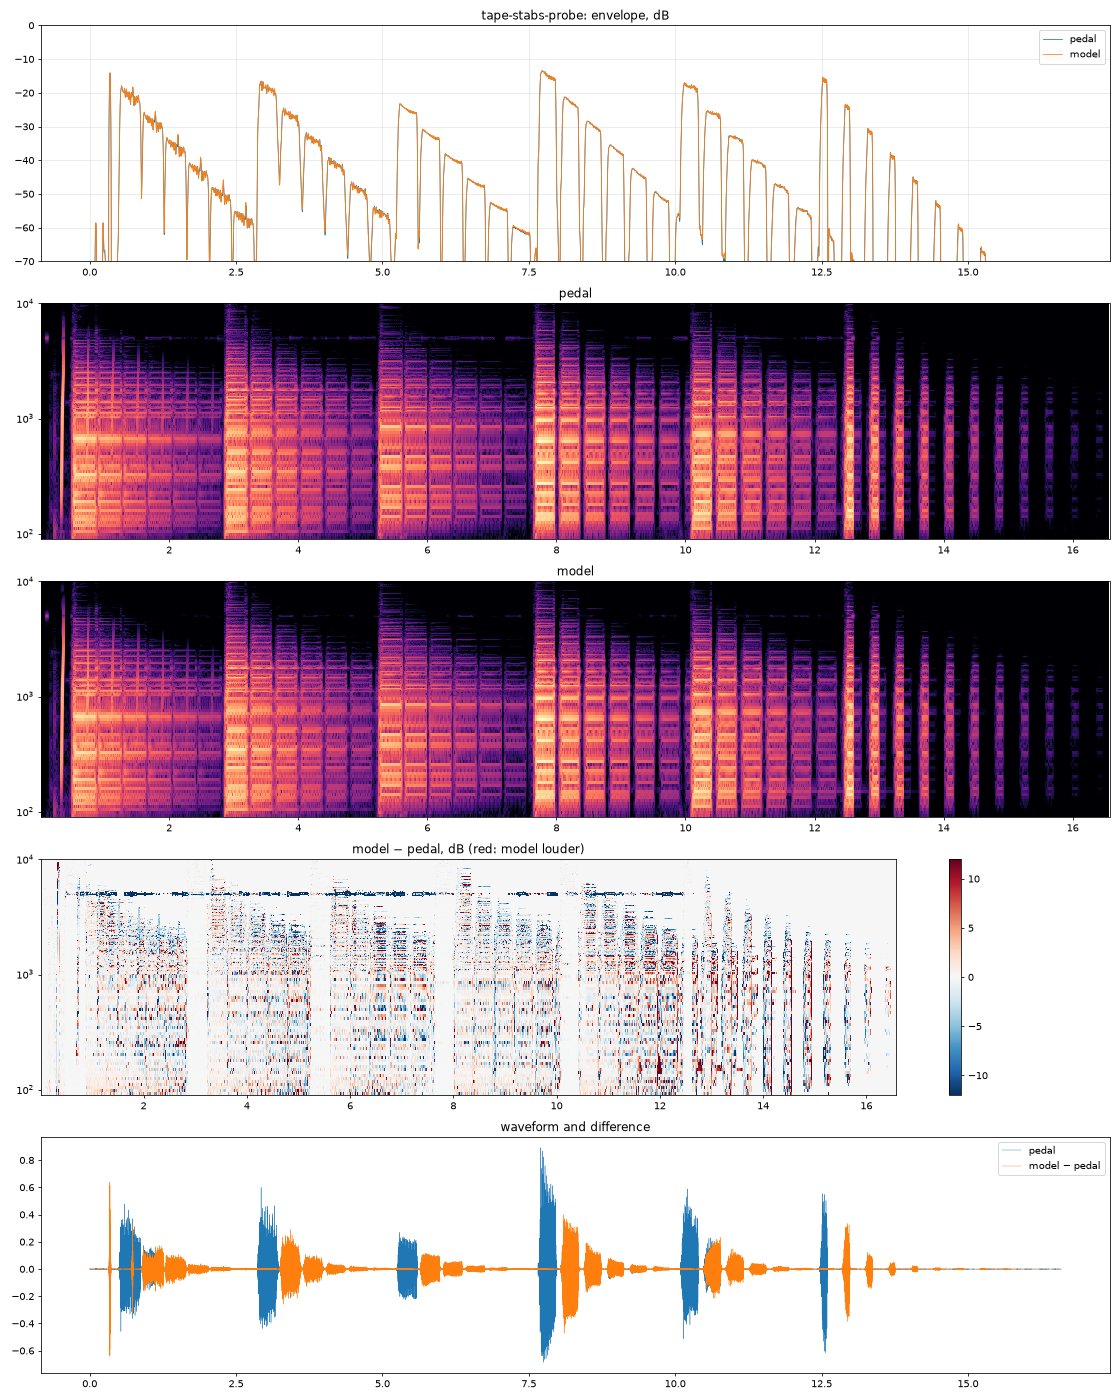 tape-stabs-probe: envelope, dB
0
−10
−20
−30
−40
−50
−60
−70
pedal
model
0.0 2.5 5.0 7.5 10.0 12.5 15.0
pedal
10⁴
10³
10²
2 4 6 8 10 12 14 16
model
10⁴
10³
10²
2 4 6 8 10 12 14 16
model − pedal, dB (red: model louder)
10⁴
10³
10²
2 4 6 8 10 12 14 16
10
5
0
−5
−10
waveform and difference
0.8
0.6
0.4
0.2
0.0
−0.2
−0.4
−0.6
pedal
model − pedal
0.0 2.5 5.0 7.5 10.0 12.5 15.0